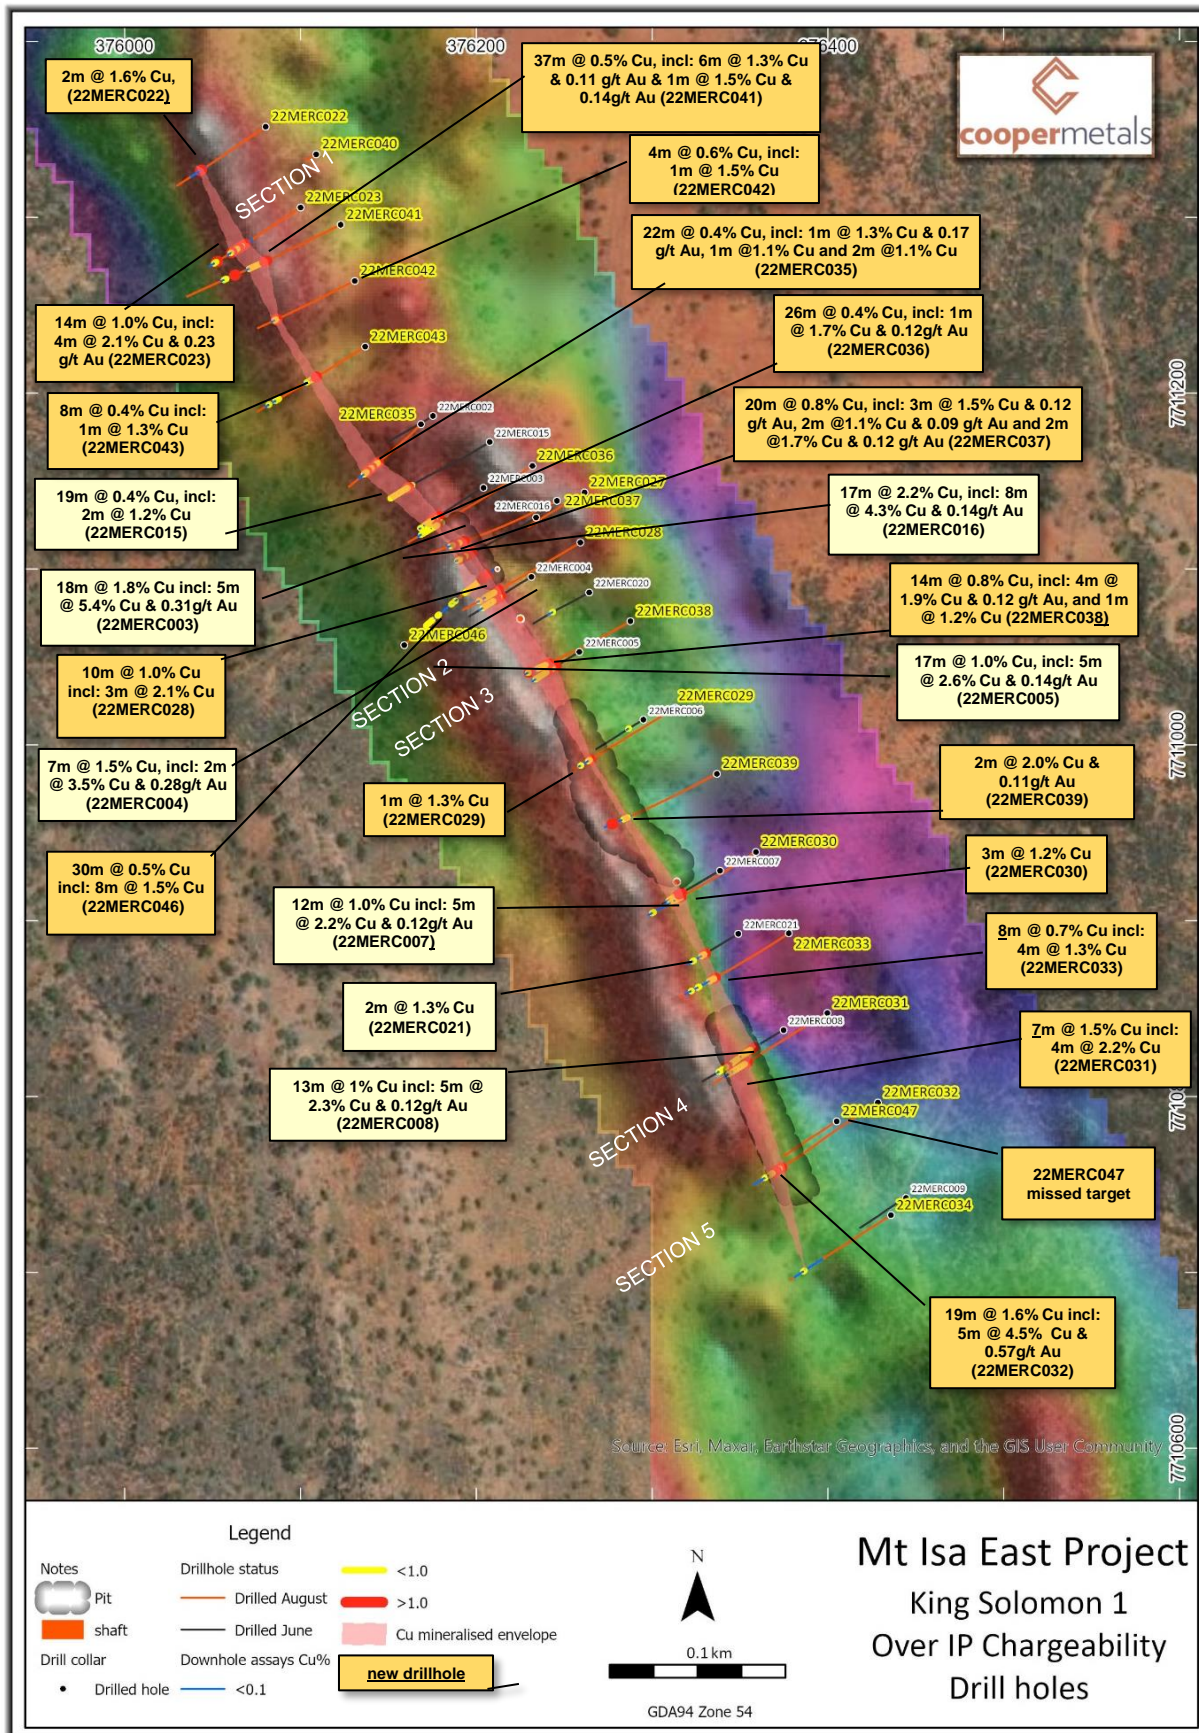 376000
376200
376400
coopermetals
2m @ 1.6% Cu,
(22MERC022)
37m @ 0.5% Cu, incl: 6m @ 1.3% Cu
& 0.11 g/t Au & 1m @ 1.5% Cu &
0.14g/t Au (22MERC041)
4m @ 0.6% Cu, incl:
1m @ 1.5% Cu
(22MERC042)
22m @ 0.4% Cu, incl: 1m @ 1.3% Cu & 0.17
g/t Au, 1m @1.1% Cu and 2m @1.1% Cu
(22MERC035)
26m @ 0.4% Cu, incl: 1m
@ 1.7% Cu & 0.12g/t Au
(22MERC036)
14m @ 1.0% Cu, incl:
4m @ 2.1% Cu & 0.23
g/t Au (22MERC023)
8m @ 0.4% Cu incl:
1m @ 1.3% Cu
(22MERC043)
20m @ 0.8% Cu, incl: 3m @ 1.5% Cu & 0.12
g/t Au, 2m @1.1% Cu & 0.09 g/t Au and 2m
@1.7% Cu & 0.12 g/t Au (22MERC037)
19m @ 0.4% Cu, incl:
2m @ 1.2% Cu
(22MERC015)
17m @ 2.2% Cu, incl: 8m
@ 4.3% Cu & 0.14g/t Au
(22MERC016)
18m @ 1.8% Cu incl: 5m
@ 5.4% Cu & 0.31g/t Au
(22MERC003)
14m @ 0.8% Cu, incl: 4m @
1.9% Cu & 0.12 g/t Au, and 1m
@ 1.2% Cu (22MERC038)
10m @ 1.0% Cu
incl: 3m @ 2.1% Cu
(22MERC028)
17m @ 1.0% Cu, incl: 5m
@ 2.6% Cu & 0.14g/t Au
(22MERC005)
7m @ 1.5% Cu, incl: 2m
@ 3.5% Cu & 0.28g/t Au
(22MERC004)
1m @ 1.3% Cu
(22MERC029)
2m @ 2.0% Cu &
0.11g/t Au
(22MERC039)
30m @ 0.5% Cu
incl: 8m @ 1.5% Cu
(22MERC046)
3m @ 1.2% Cu
(22MERC030)
12m @ 1.0% Cu incl: 5m
@ 2.2% Cu & 0.12g/t Au
(22MERC007)
8m @ 0.7% Cu incl:
4m @ 1.3% Cu
(22MERC033)
2m @ 1.3% Cu
(22MERC021)
7m @ 1.5% Cu incl:
4m @ 2.2% Cu
(22MERC031)
13m @ 1% Cu incl: 5m @
2.3% Cu & 0.12g/t Au
(22MERC008)
22MERC047
missed target
19m @ 1.6% Cu incl:
5m @ 4.5% Cu &
0.57g/t Au
(22MERC032)
22MERC022
22MERC040
SECTION 1
22MERC023
22MERC041
22MERC042
22MERC043
22MERC035
22MERC002
22MERC015
22MERC036
22MERC003
22MERC027
22MERC016
22MERC037
22MERC028
22MERC004
22MERC020
22MERC038
22MERC046
22MERC005
SECTION 2
SECTION 3
22MERC029
22MERC006
22MERC039
22MERC030
22MERC007
22MERC021
22MERC033
22MERC031
22MERC008
22MERC032
22MERC047
SECTION 4
22MERC009
22MERC034
SECTION 5
7711200
7711000
7710
7710600
Source: Esri, Maxar, Earthstar Geographics, and the GIS User Community
Legend
Notes
Pit
shaft
Drill collar
Drilled hole
Drillhole status
Drilled August
Drilled June
Downhole assays Cu%
<0.1
<1.0
>1.0
Cu mineralised envelope
new drillhole
N
0.1 km
GDA94 Zone 54
Mt Isa East Project
King Solomon 1
Over IP Chargeability
Drill holes